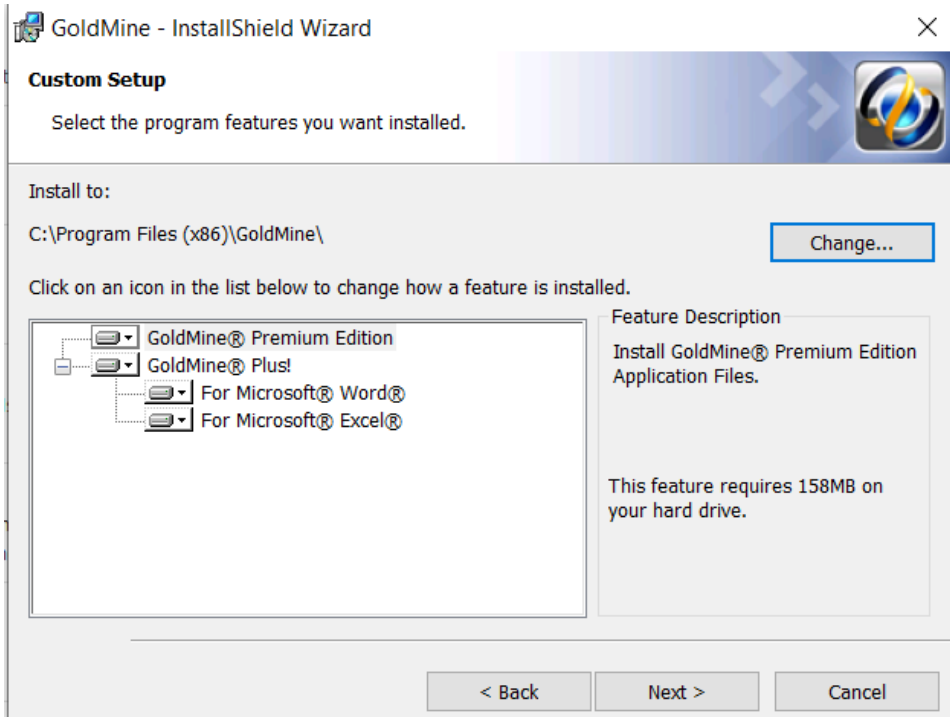 GoldMine - InstallShield Wizard
Custom Setup
Select the program features you want installed.
Install to:
C:\Program Files (x86)\GoldMine\
Change...
Click on an icon in the list below to change how a feature is installed.
GoldMine® Premium Edition
GoldMine® Plus!
For Microsoft® Word®
For Microsoft® Excel®
Feature Description
Install GoldMine® Premium Edition
Application Files.
This feature requires 158MB on
your hard drive.
< Back
Next >
Cancel